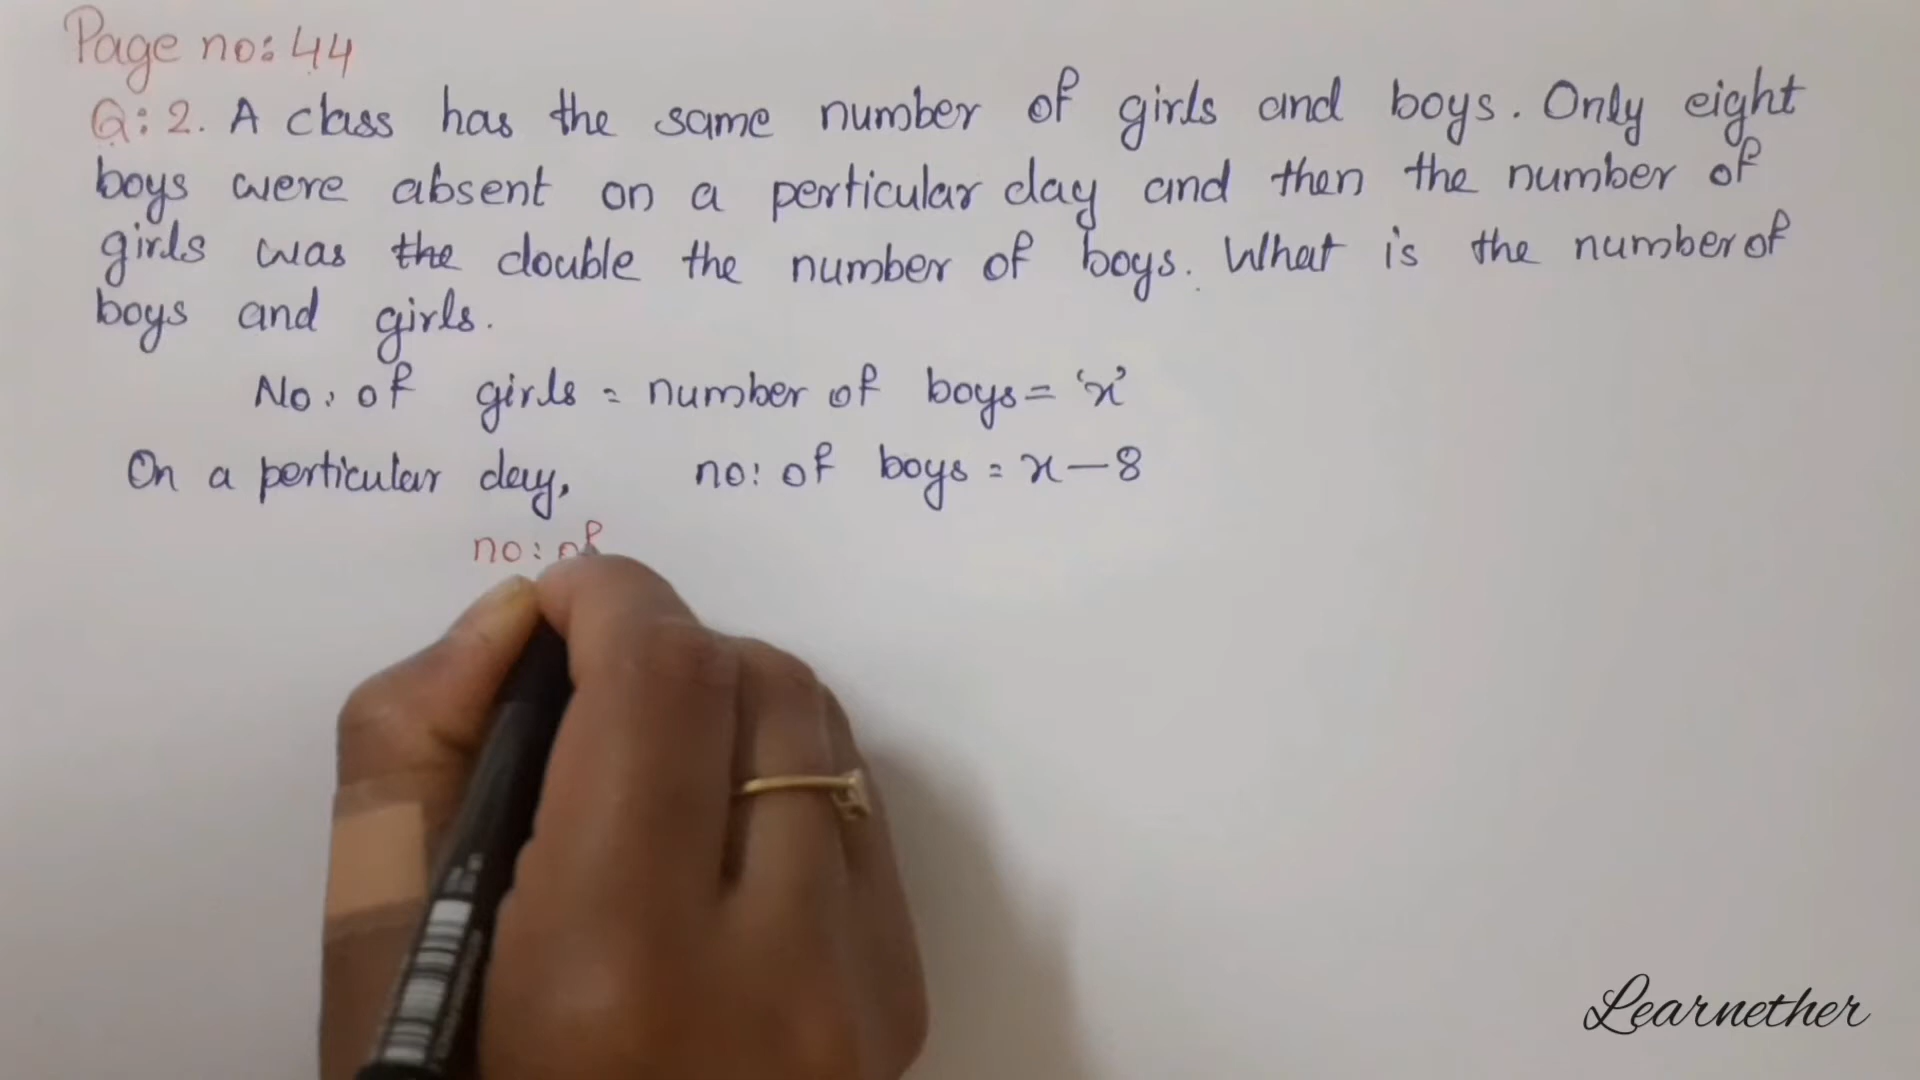 Page no: 44
Q: 2. A class has the same number of girls and boys. Only eight
boys were absent on a perticular day and then the number of
girls was the double the number of boys. What is the number of
boys and girls.
No: of girls = number of boys = 'x'
On a perticular day, no: of boys = x - 8
no: of
Learnether